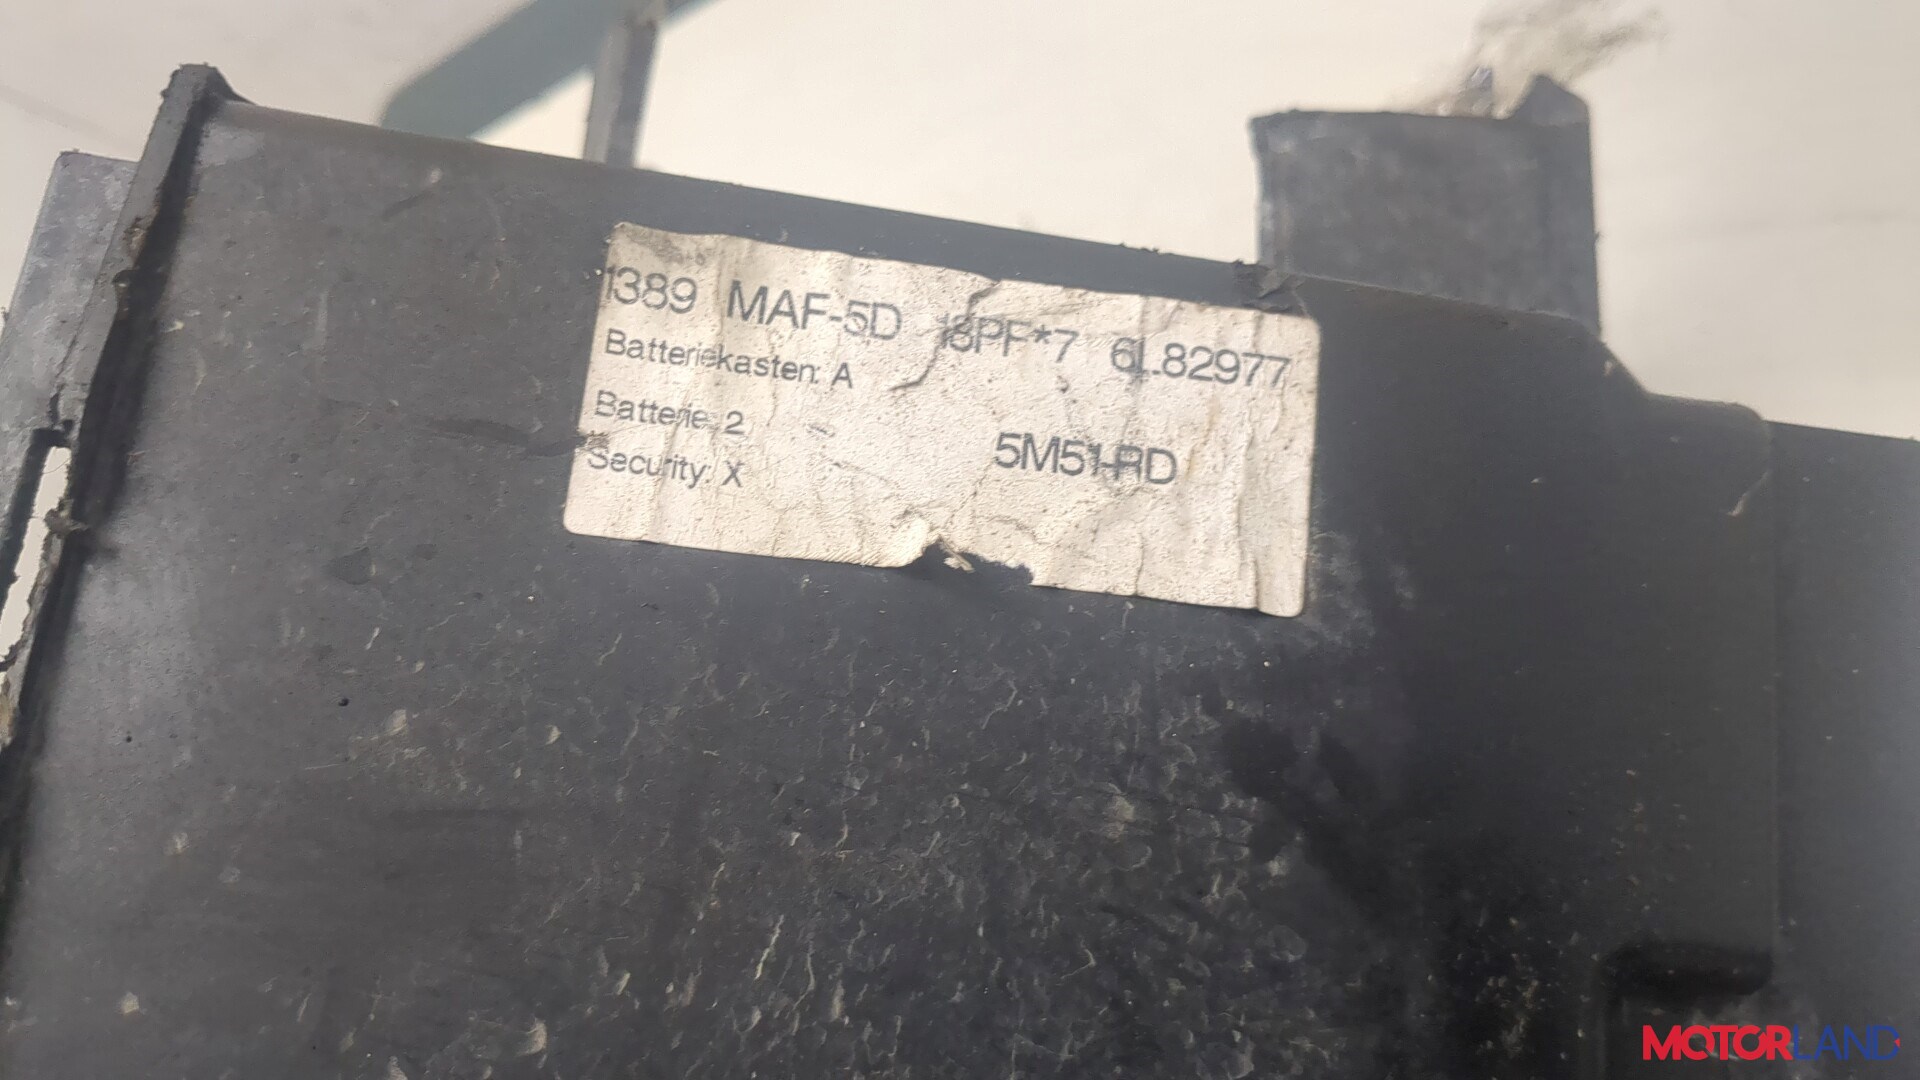 1389 MAF-5D 18PF*7 6L82977
Batteriekasten: A
Batterie: 2
5M51-RD
Security: X
MOTORLAND